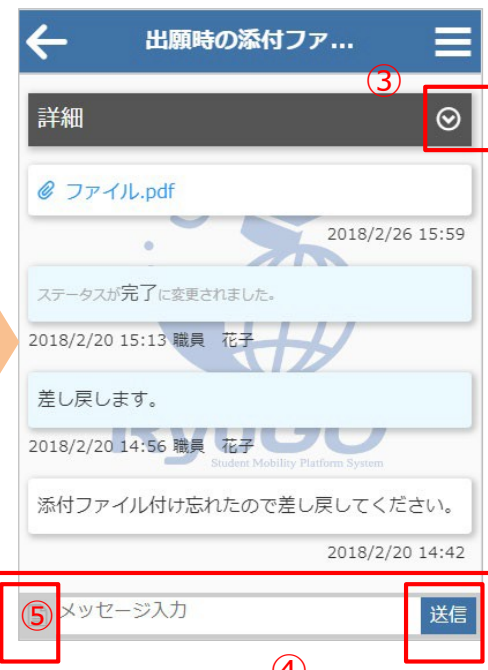 出願時の添付ファ...
③
詳細
ファイル.pdf
2018/2/26 15:59
ステータスが完了に変更されました。
2018/2/20 15:13 職員　花子
差し戻します。
2018/2/20 14:56 職員　花子
RyuGO
Student Mobility Platform System
添付ファイル付け忘れたので差し戻してください。
2018/2/20 14:42
⑤
メッセージ入力
送信
④